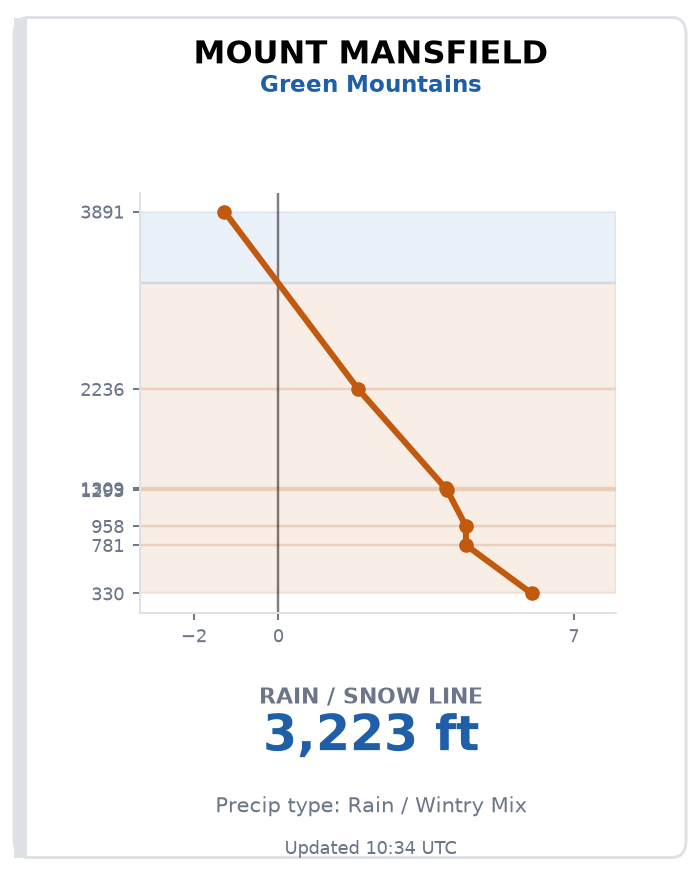 MOUNT MANSFIELD
Green Mountains
3891
2236
958
781
330
−2 0 7
RAIN / SNOW LINE
3,223 ft
Precip type: Rain / Wintry Mix
Updated 10:34 UTC